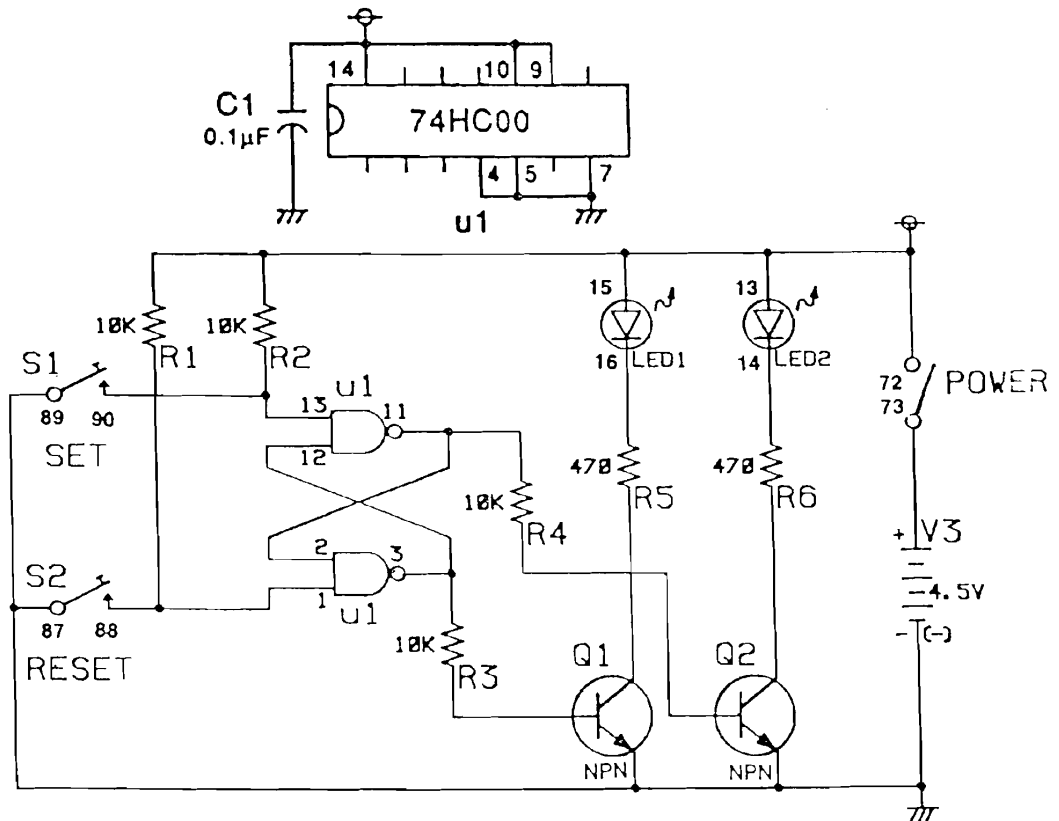 14 10 9
C1
0.1µF
74HC00
4 5 7
u1
15 13
10K 10K
R1 R2
16 LED1 14 LED2
S1
72
73 POWER
89 90
SET
u1
13 11
12
470 470
R5 R6
10K
R4
+ V3
2 3
4.5V
S2
1
u1
- (-)
87 88
RESET
10K
R3
Q1 Q2
NPN NPN